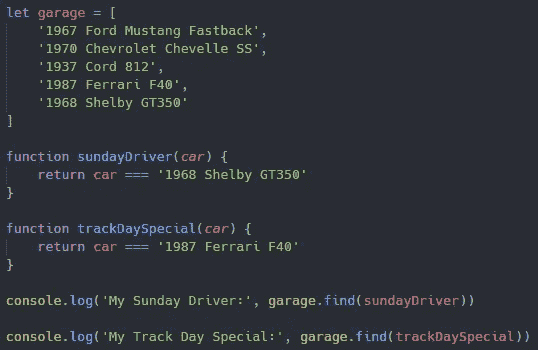 let garage = [
    '1967 Ford Mustang Fastback',
    '1970 Chevrolet Chevelle SS',
    '1937 Cord 812',
    '1987 Ferrari F40',
    '1968 Shelby GT350'
]

function sundayDriver(car) {
    return car === '1968 Shelby GT350'
}

function trackDaySpecial(car) {
    return car === '1987 Ferrari F40'
}

console.log('My Sunday Driver:', garage.find(sundayDriver))

console.log('My Track Day Special:', garage.find(trackDaySpecial))